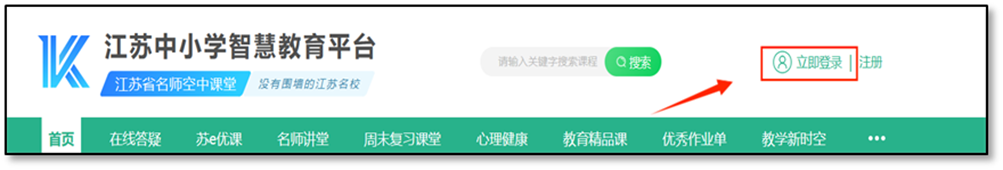 江苏中小学智慧教育平台
江苏省名师空中课堂 没有围墙的江苏名校
请输入关键字搜索课程 搜索
立即登录 | 注册
首页 在线答疑 苏e优课 名师讲堂 周末复习课堂 心理健康 教育精品课 优秀作业单 教学新时空 •••